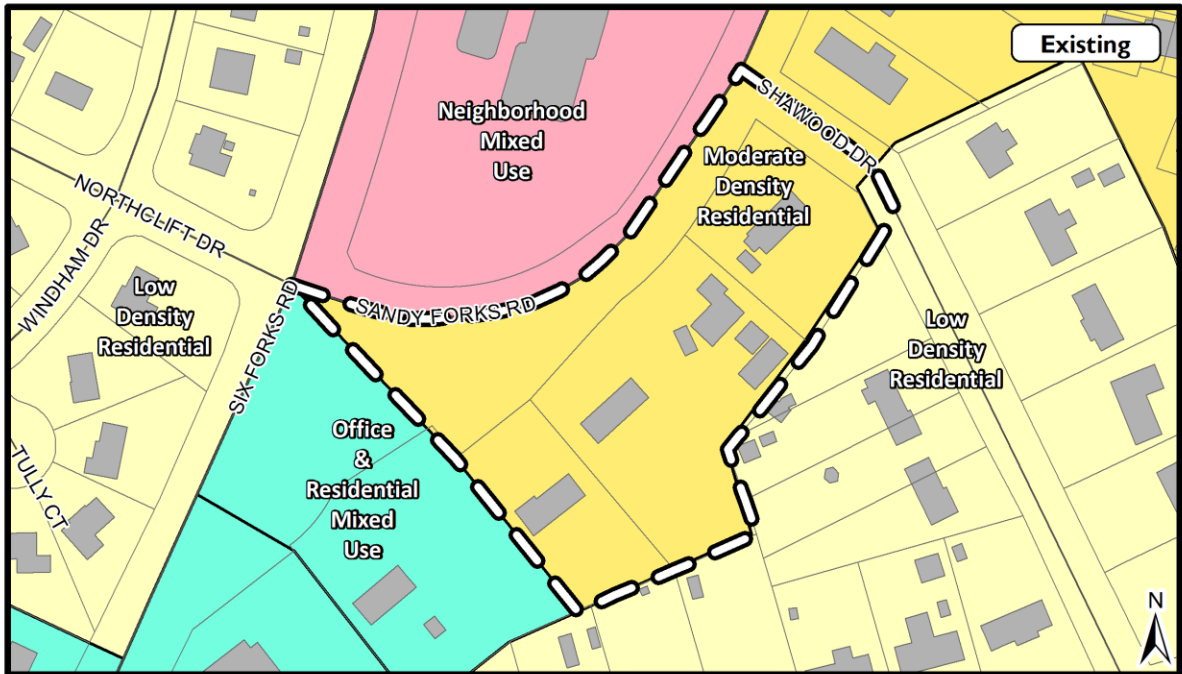 Existing
Neighborhood
Mixed
Use
SHAWOOD DR
Moderate
Density
Residential
NORTHCLIFT DR
WINDHAM DR
Low
Density
Residential
SIX FORKS RD
SANDY FORKS RD
Low
Density
Residential
Office
&
Residential
Mixed
Use
TULLY CT
N